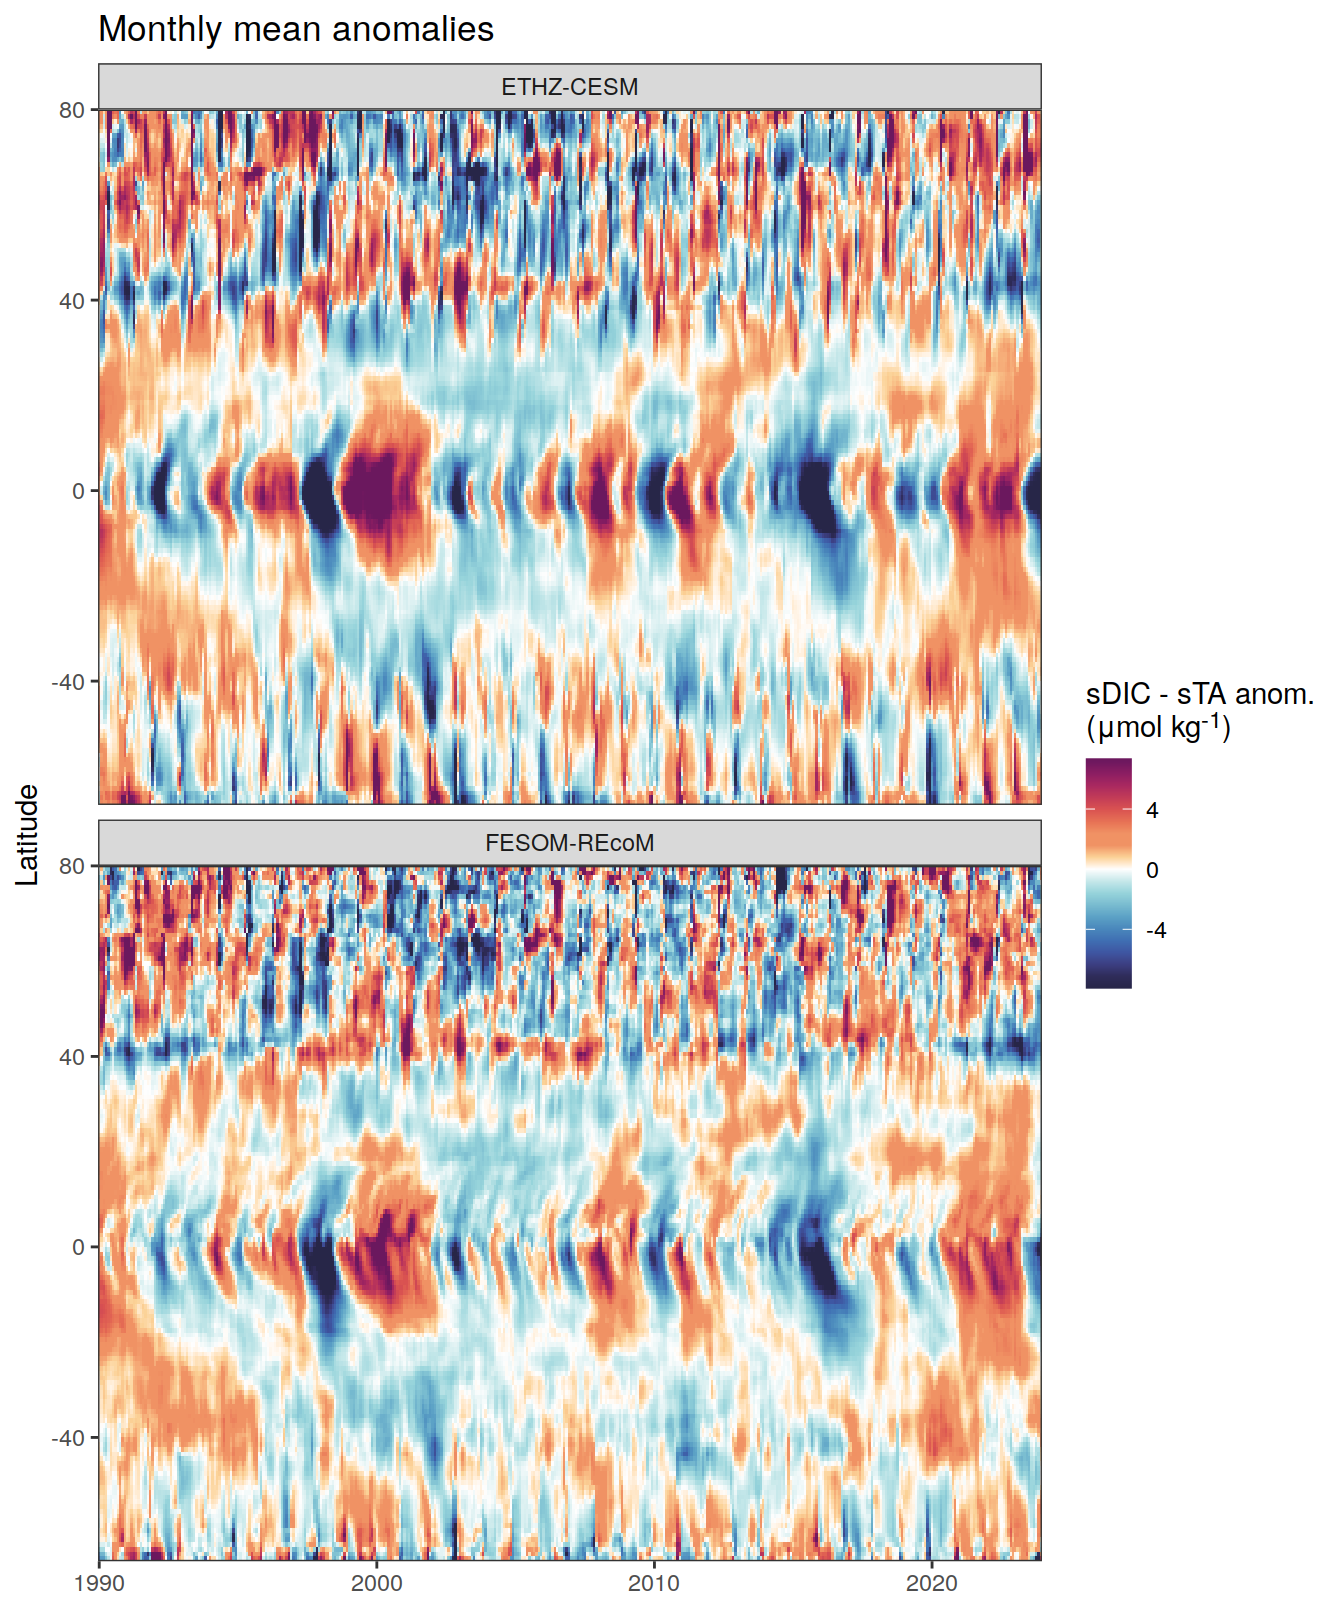 Monthly mean anomalies
ETHZ-CESM
80
40
0
-40
Latitude
FESOM-REcoM
80
40
0
-40
1990
2000
2010
2020
sDIC - sTA anom.
(μmol kg⁻¹)
4
0
-4